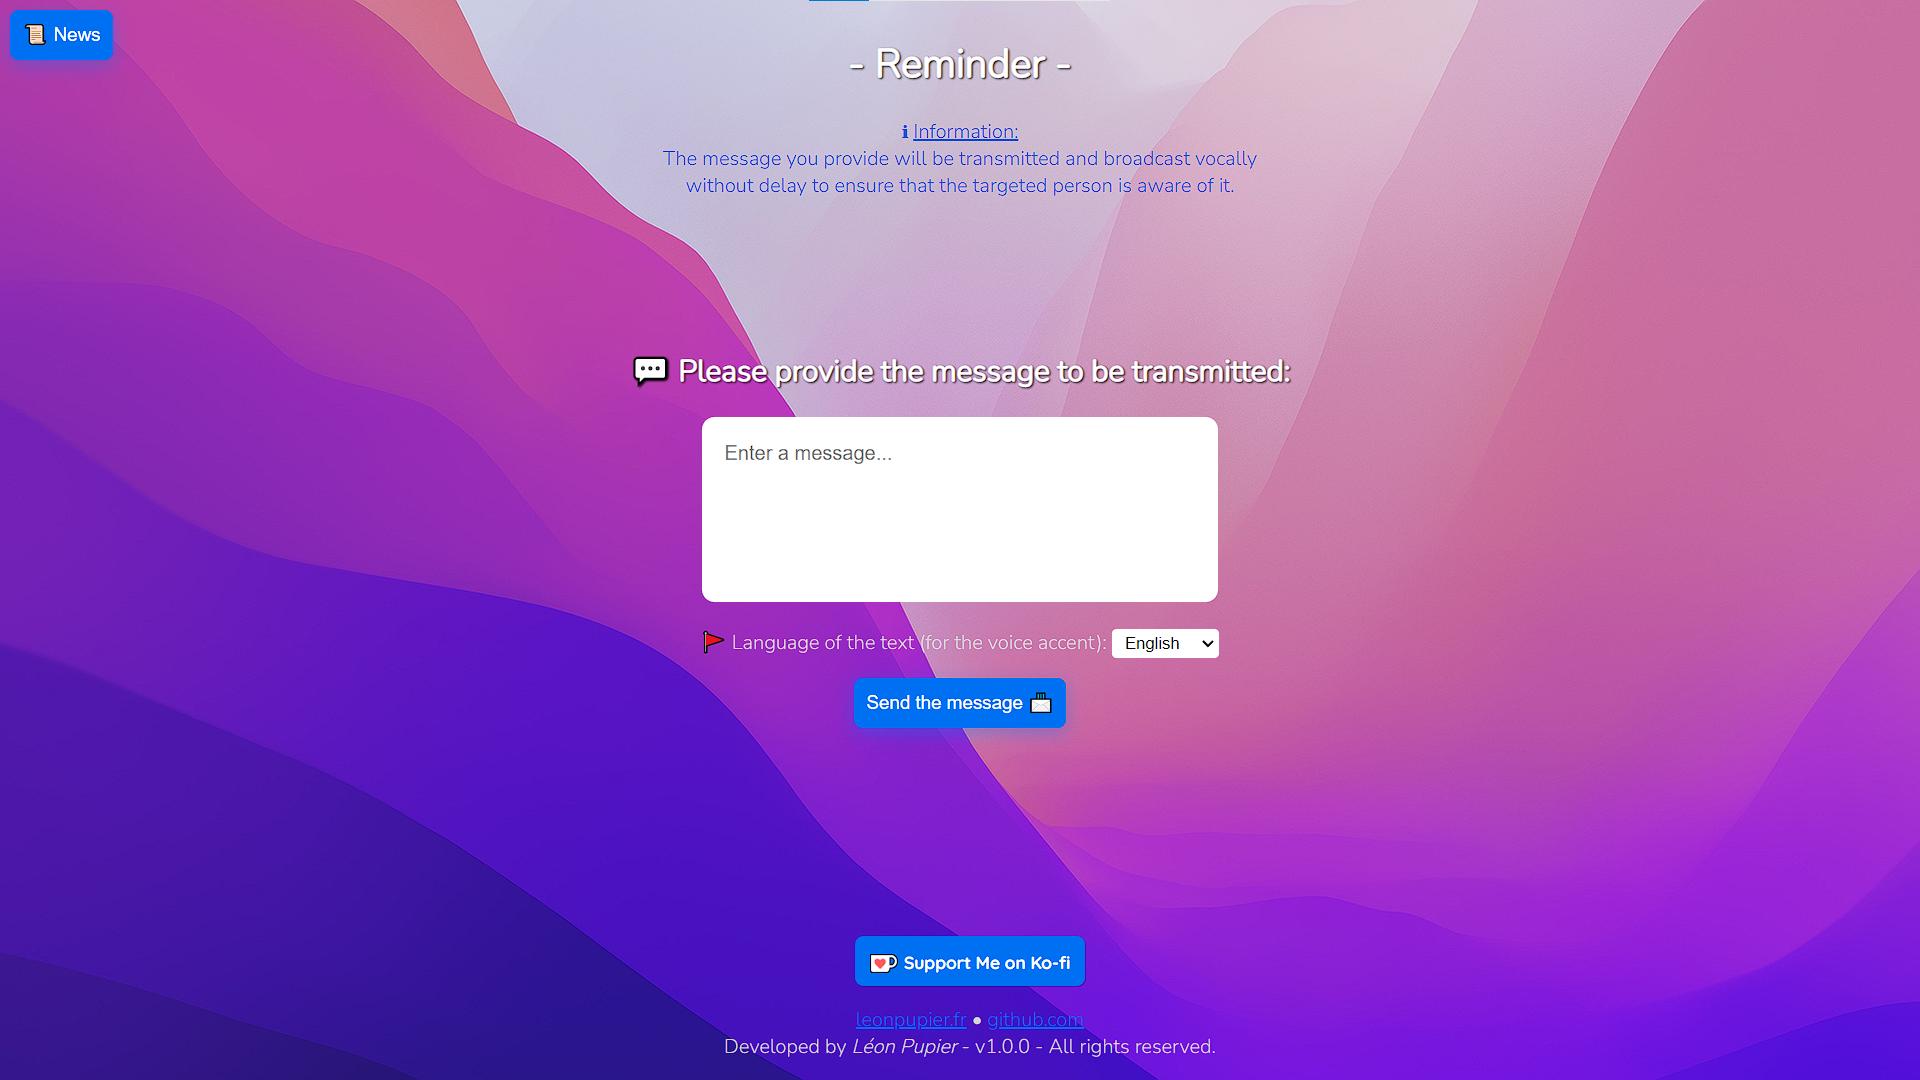 📜 News
- Reminder -
ℹ Information:
The message you provide will be transmitted and broadcast vocally
without delay to ensure that the targeted person is aware of it.
💬 Please provide the message to be transmitted:
Enter a message...
🚩 Language of the text (for the voice accent): English
Send the message 📩
Support Me on Ko-fi
leonpupier.fr • github.com
Developed by Léon Pupier - v1.0.0 - All rights reserved.